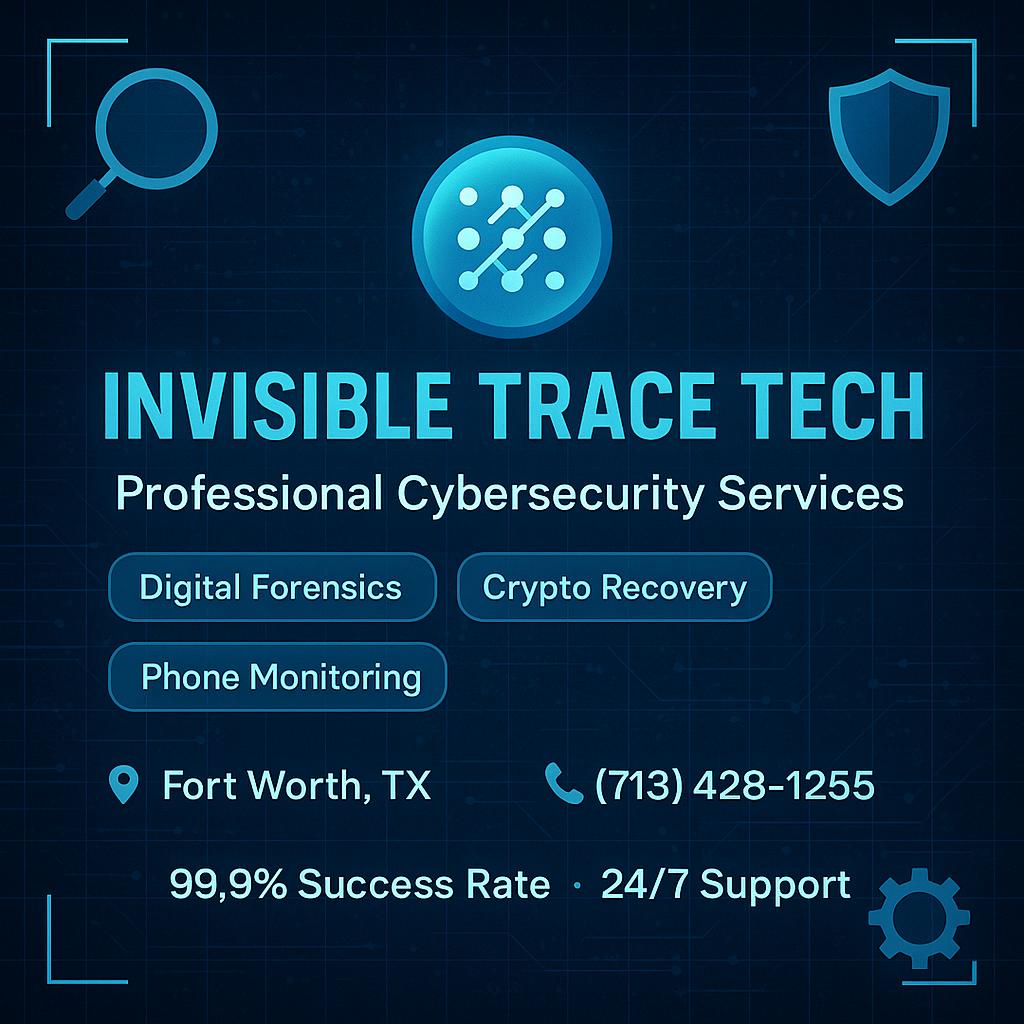 INVISIBLE TRACE TECH
Professional Cybersecurity Services
Digital Forensics Crypto Recovery
Phone Monitoring
Fort Worth, TX (713) 428-1255
99,9% Success Rate · 24/7 Support